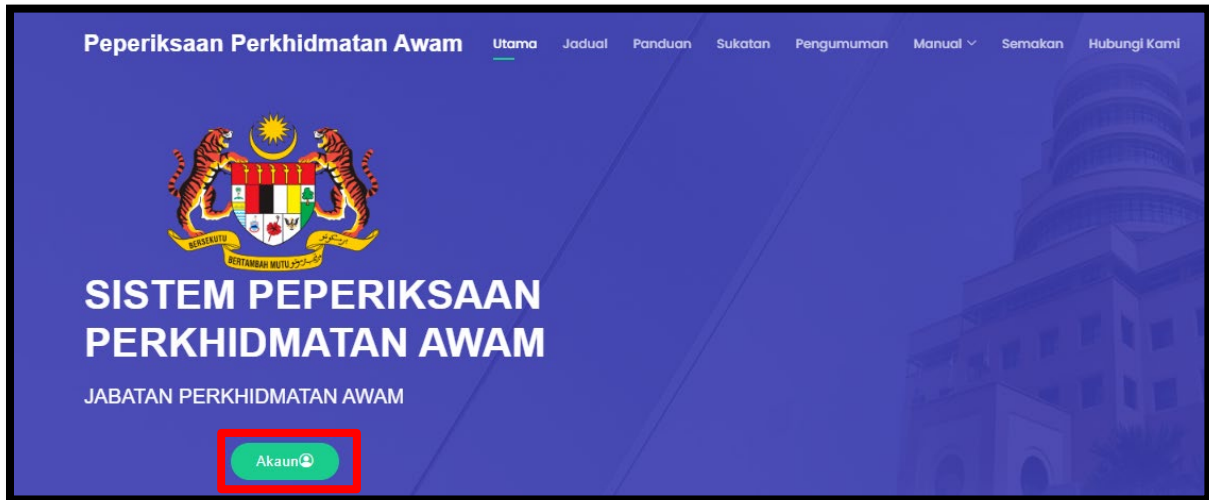 Peperiksaan Perkhidmatan Awam Utama Jadual Panduan Sukatan Pengumuman Manual Semakan Hubungi Kami
BERSEKUTU
BERTAMBAH MUTU
SISTEM PEPERIKSAAN
PERKHIDMATAN AWAM
JABATAN PERKHIDMATAN AWAM
Akaun